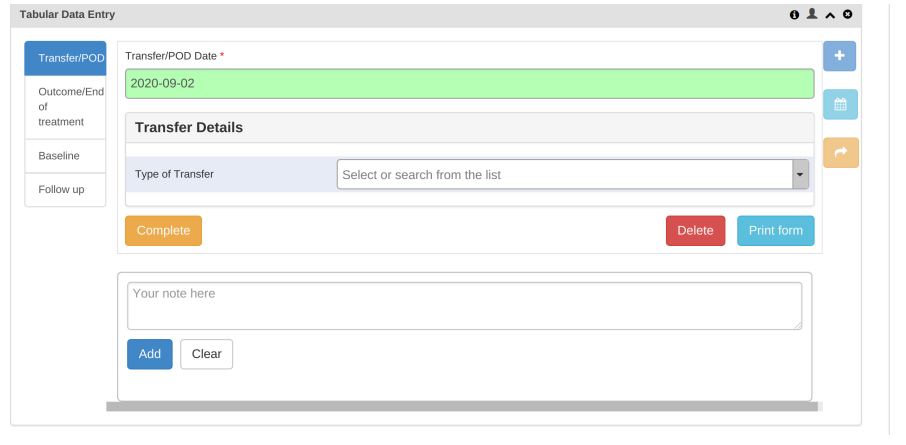 Tabular Data Entry
Transfer/POD
Outcome/End
of
treatment
Baseline
Follow up
Transfer/POD Date *
2020-09-02
Transfer Details
Type of Transfer
Select or search from the list
Complete
Delete
Print form
Your note here
Add
Clear